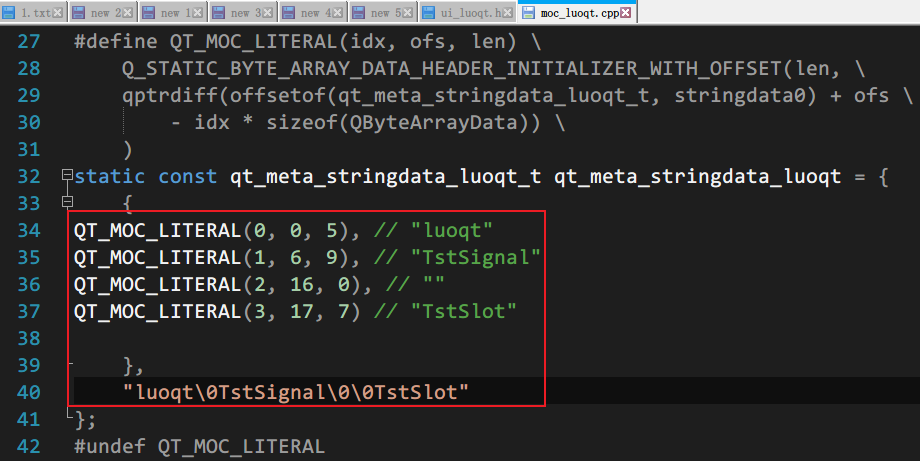 1.txt new 2 new 1 new 3 new 4 new 5 ui_luoqt.h moc_luoqt.cpp
27 #define QT_MOC_LITERAL(idx, ofs, len) \
28 Q_STATIC_BYTE_ARRAY_DATA_HEADER_INITIALIZER_WITH_OFFSET(len, \
29 qptrdiff(offsetof(qt_meta_stringdata_luoqt_t, stringdata0) + ofs \
30 - idx * sizeof(QByteArrayData)) \
31 )
32 static const qt_meta_stringdata_luoqt_t qt_meta_stringdata_luoqt = {
33 {
34 QT_MOC_LITERAL(0, 0, 5), // "luoqt"
35 QT_MOC_LITERAL(1, 6, 9), // "TstSignal"
36 QT_MOC_LITERAL(2, 16, 0), // ""
37 QT_MOC_LITERAL(3, 17, 7) // "TstSlot"
38
39 },
40 "luoqt\0TstSignal\0\0TstSlot"
41 };
42 #undef QT_MOC_LITERAL